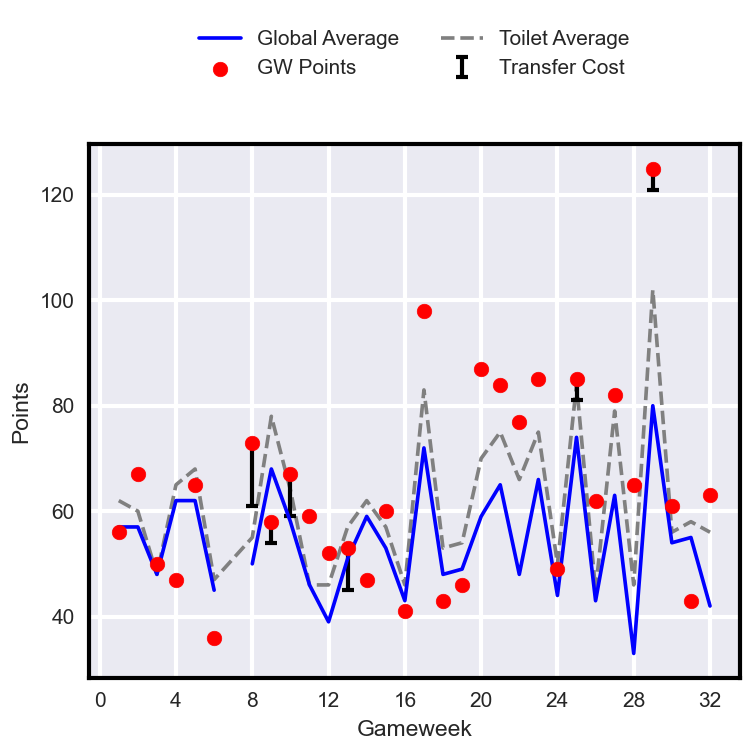 Global Average
Toilet Average
GW Points
Transfer Cost
120
100
80
60
40
Points
0 4 8 12 16 20 24 28 32
Gameweek